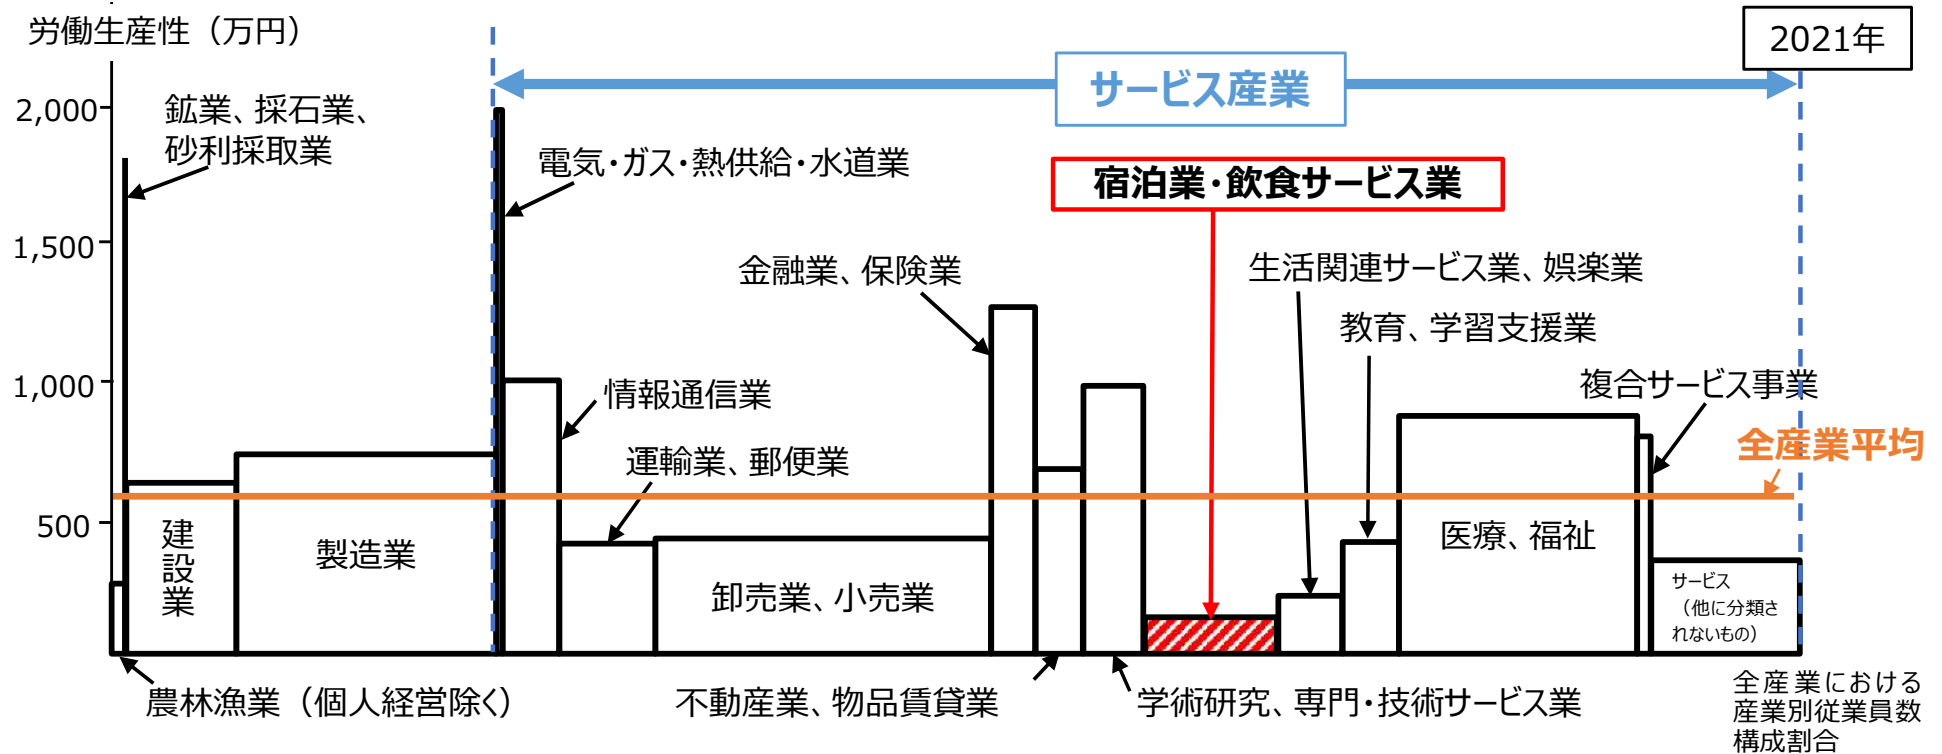 労働生産性（万円）
2021年
サービス産業
2,000
鉱業、採石業、
砂利採取業
電気・ガス・熱供給・水道業
宿泊業・飲食サービス業
1,500
金融業、保険業
生活関連サービス業、娯楽業
教育、学習支援業
1,000
情報通信業
複合サービス事業
全産業平均
運輸業、郵便業
500
建設業
製造業
医療、福祉
卸売業、小売業
サービス
（他に分類さ
れないもの）
農林漁業（個人経営除く）
不動産業、物品賃貸業
学術研究、専門・技術サービス業
全産業における
産業別従業員数
構成割合